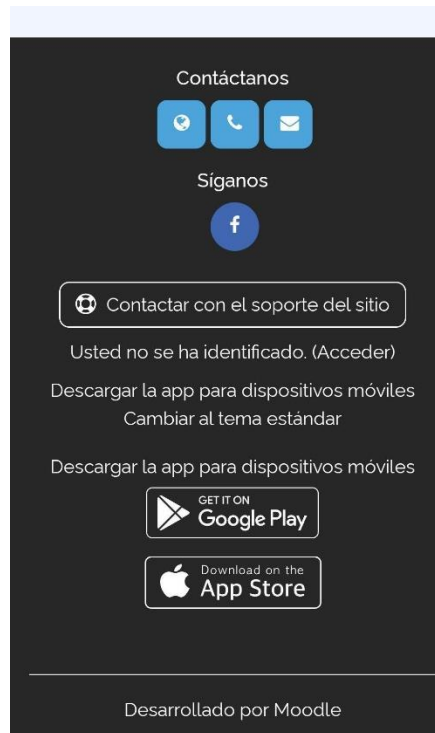 Contáctanos
Síganos
Contactar con el soporte del sitio
Usted no se ha identificado. (Acceder)
Descargar la app para dispositivos móviles
Cambiar al tema estándar
Descargar la app para dispositivos móviles
GET IT ON
Google Play
Download on the
App Store
Desarrollado por Moodle